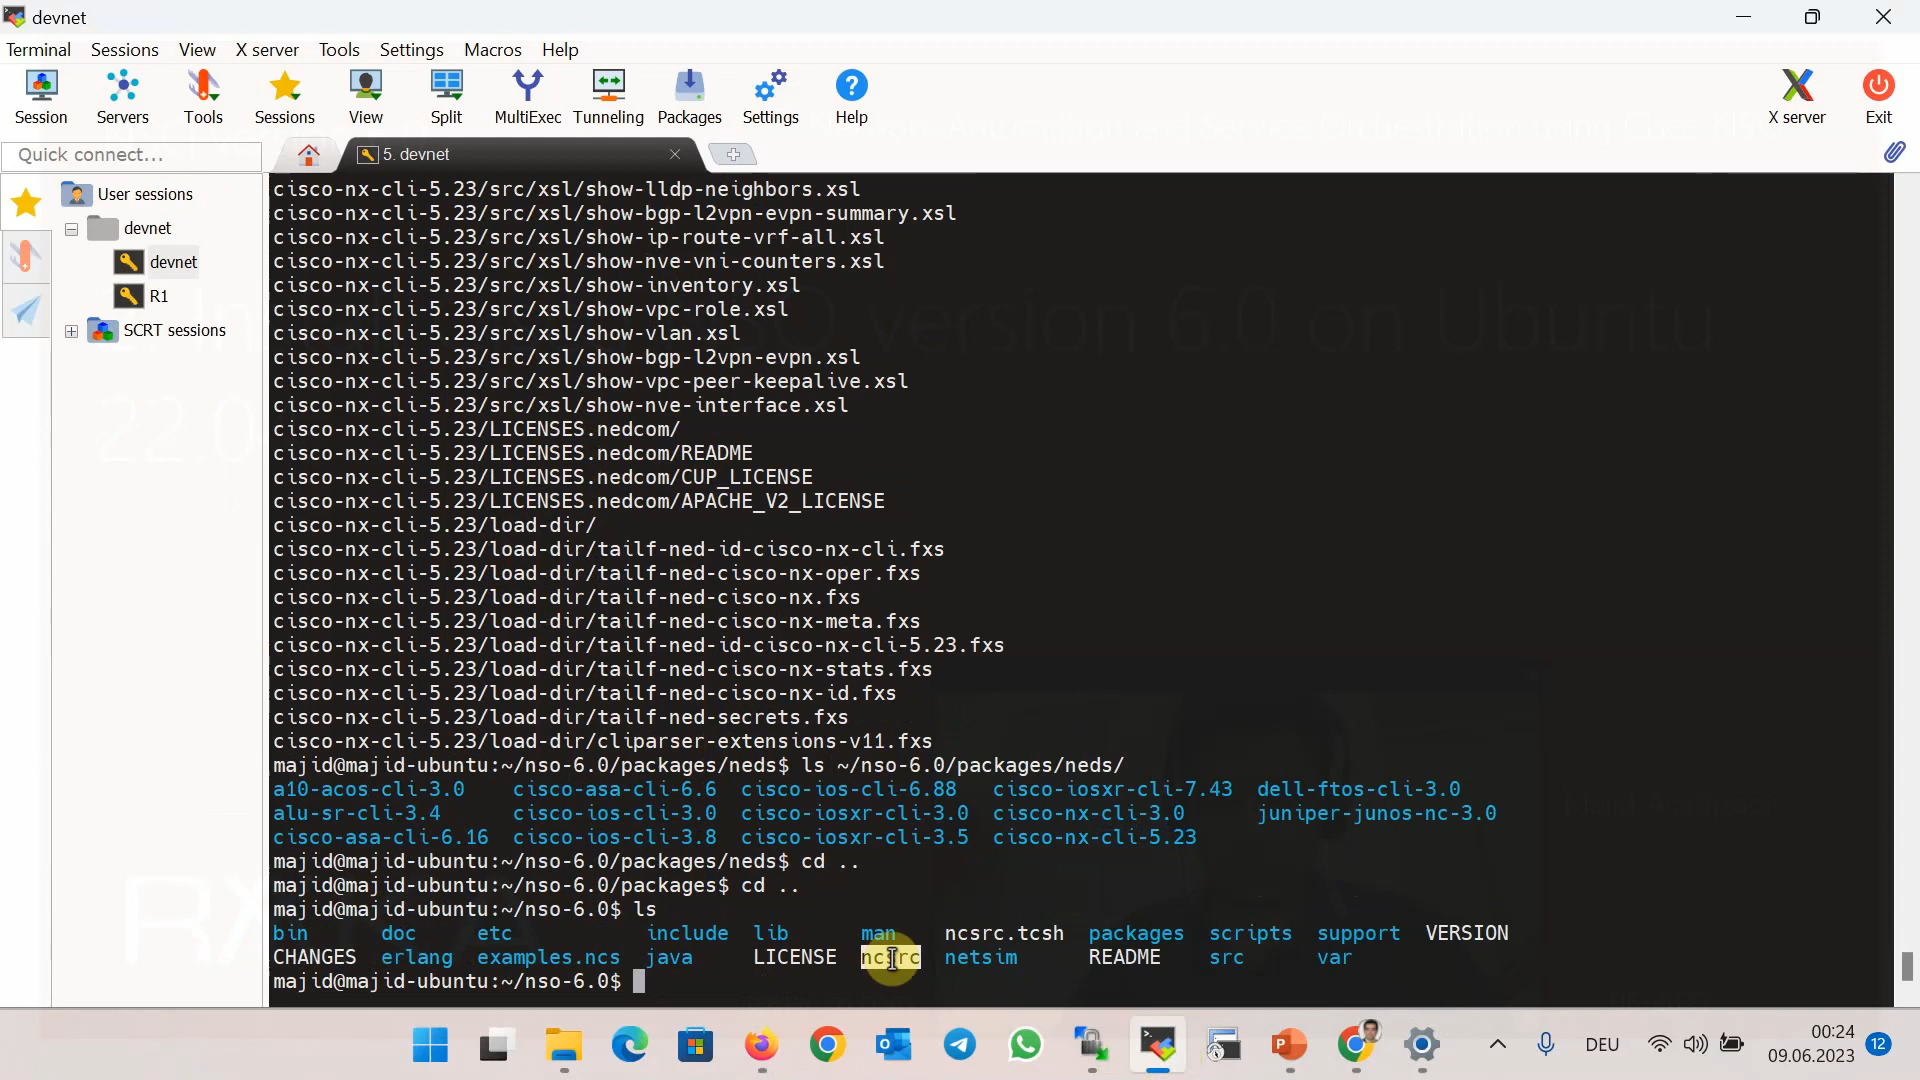 devnet
Terminal Sessions View X server Tools Settings Macros Help
Session Servers Tools Sessions View Split MultiExec Tunneling Packages Settings Help X server Exit
Quick connect...
5. devnet
User sessions
devnet
devnet
R1
SCRT sessions
cisco-nx-cli-5.23/src/xsl/show-lldp-neighbors.xsl
cisco-nx-cli-5.23/src/xsl/show-bgp-l2vpn-evpn-summary.xsl
cisco-nx-cli-5.23/src/xsl/show-ip-route-vrf-all.xsl
cisco-nx-cli-5.23/src/xsl/show-nve-vni-counters.xsl
cisco-nx-cli-5.23/src/xsl/show-inventory.xsl
cisco-nx-cli-5.23/src/xsl/show-vpc-role.xsl
cisco-nx-cli-5.23/src/xsl/show-vlan.xsl
cisco-nx-cli-5.23/src/xsl/show-bgp-l2vpn-evpn.xsl
cisco-nx-cli-5.23/src/xsl/show-vpc-peer-keepalive.xsl
cisco-nx-cli-5.23/src/xsl/show-nve-interface.xsl
cisco-nx-cli-5.23/LICENSES.nedcom/
cisco-nx-cli-5.23/LICENSES.nedcom/README
cisco-nx-cli-5.23/LICENSES.nedcom/CUP_LICENSE
cisco-nx-cli-5.23/LICENSES.nedcom/APACHE_V2_LICENSE
cisco-nx-cli-5.23/load-dir/
cisco-nx-cli-5.23/load-dir/tailf-ned-id-cisco-nx-cli.fxs
cisco-nx-cli-5.23/load-dir/tailf-ned-cisco-nx-oper.fxs
cisco-nx-cli-5.23/load-dir/tailf-ned-cisco-nx.fxs
cisco-nx-cli-5.23/load-dir/tailf-ned-cisco-nx-meta.fxs
cisco-nx-cli-5.23/load-dir/tailf-ned-id-cisco-nx-cli-5.23.fxs
cisco-nx-cli-5.23/load-dir/tailf-ned-cisco-nx-stats.fxs
cisco-nx-cli-5.23/load-dir/tailf-ned-cisco-nx-id.fxs
cisco-nx-cli-5.23/load-dir/tailf-ned-secrets.fxs
cisco-nx-cli-5.23/load-dir/cliparser-extensions-v11.fxs
majid@majid-ubuntu:~/nso-6.0/packages/neds$ ls ~/nso-6.0/packages/neds/
a10-acos-cli-3.0 cisco-asa-cli-6.6 cisco-ios-cli-6.88 cisco-iosxr-cli-7.43 dell-ftos-cli-3.0
alu-sr-cli-3.4 cisco-ios-cli-3.0 cisco-iosxr-cli-3.0 cisco-nx-cli-3.0 juniper-junos-nc-3.0
cisco-asa-cli-6.16 cisco-ios-cli-3.8 cisco-iosxr-cli-3.5 cisco-nx-cli-5.23
majid@majid-ubuntu:~/nso-6.0/packages/neds$ cd ..
majid@majid-ubuntu:~/nso-6.0/packages$ cd ..
majid@majid-ubuntu:~/nso-6.0$ ls
bin doc etc include lib man ncsrc.tcsh packages scripts support VERSION
CHANGES erlang examples.ncs java LICENSE ncsrc netsim README src var
majid@majid-ubuntu:~/nso-6.0$
version 6.0 on Ubuntu
22.0
DEU
00:24
09.06.2023
12